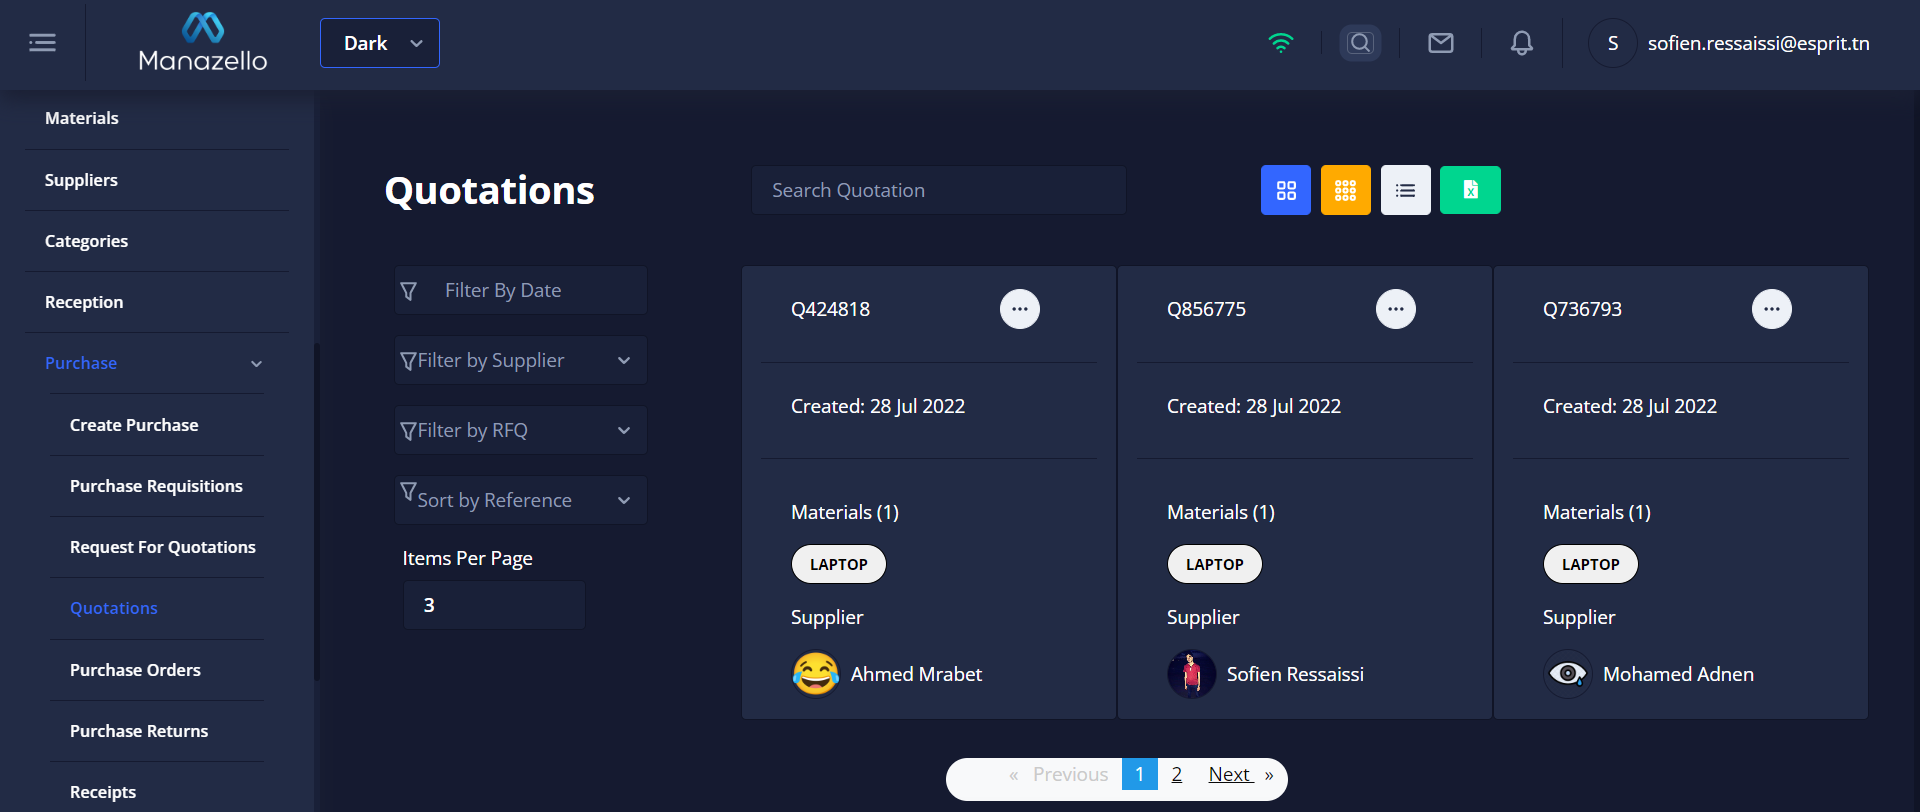 Manazello
Dark
S
sofien.ressaissi@esprit.tn
Materials
Suppliers
Categories
Reception
Purchase
Create Purchase
Purchase Requisitions
Request For Quotations
Quotations
Purchase Orders
Purchase Returns
Receipts
Quotations
Search Quotation
X
Filter By Date
Filter by Supplier
Filter by RFQ
Sort by Reference
Items Per Page
3
Q424818
Created: 28 Jul 2022
Materials (1)
LAPTOP
Supplier
Ahmed Mrabet
Q856775
Created: 28 Jul 2022
Materials (1)
LAPTOP
Supplier
Sofien Ressaissi
Q736793
Created: 28 Jul 2022
Materials (1)
LAPTOP
Supplier
Mohamed Adnen
« Previous 1 2 Next »